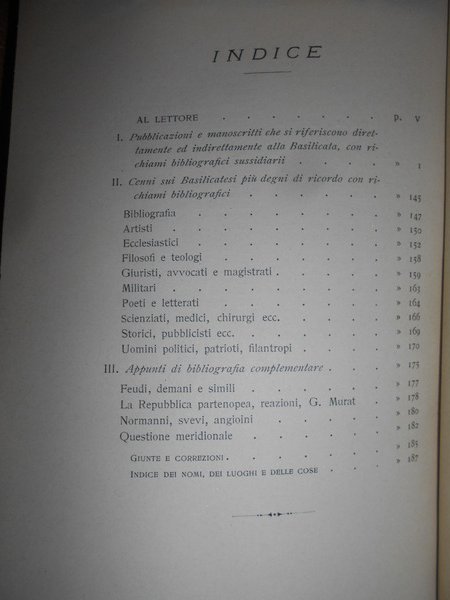 INDICE
AL LETTORE . . . . . . . p. V
I. Pubblicazioni e manoscritti che si riferiscono diret-
tamente ed indirettamente alla Basilicata, con ri-
chiami bibliografici sussidiarii . . . . » 1
II. Cenni sui Basilicatesi più degni di ricordo con ri-
chiami bibliografici . . . . . . » 145
Bibliografia . . . . . . . » 147
Artisti . . . . . . . . » 150
Ecclesiastici . . . . . . . » 152
Filosofi e teologi . . . . . . » 158
Giuristi, avvocati e magistrati . . . . . » 159
Militari . . . . . . . . » 163
Poeti e letterati . . . . . . » 164
Scienziati, medici, chirurgi ecc. . . . . » 166
Storici, pubblicisti ecc. . . . . . » 169
Uomini politici, patrioti, filantropi . . . . » 170
III. Appunti di bibliografia complementare . . . » 175
Feudi, demani e simili . . . . . » 177
La Repubblica partenopea, reazioni, G. Murat . . » 178
Normanni, svevi, angioini . . . . . » 180
Questione meridionale . . . . . » 182
GIUNTE E CORREZIONI . . . . . . » 185
INDICE DEI NOMI, DEI LUOGHI E DELLE COSE . . . » 187